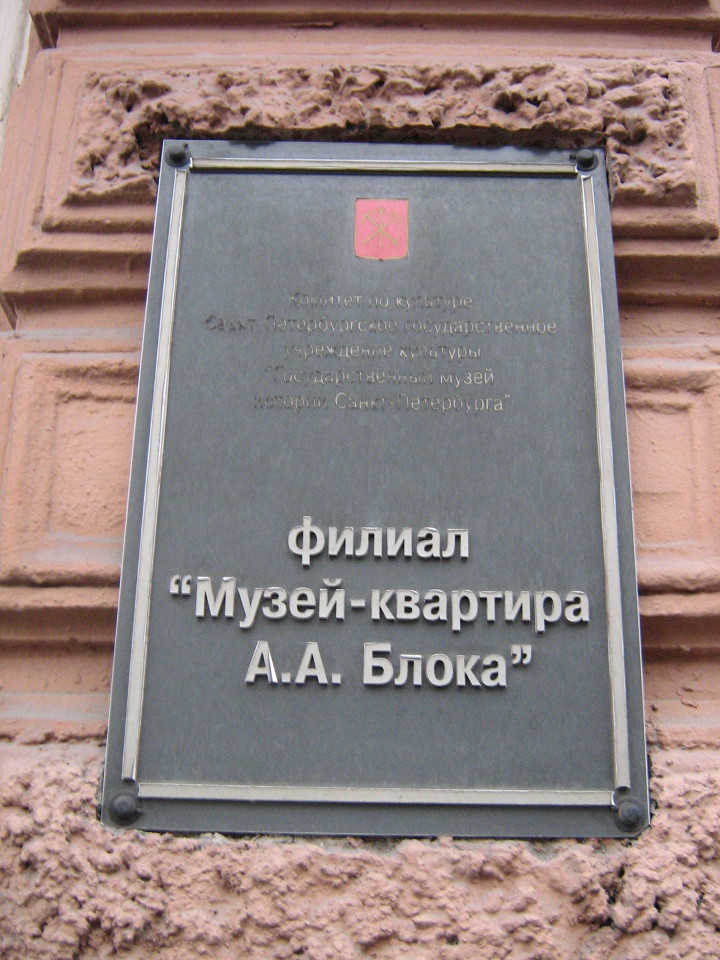 Комитет по культуре
Санкт-Петербургское государственное
учреждение культуры
"Государственный музей
истории Санкт-Петербурга"
филиал
“Музей-квартира
А.А. Блока”